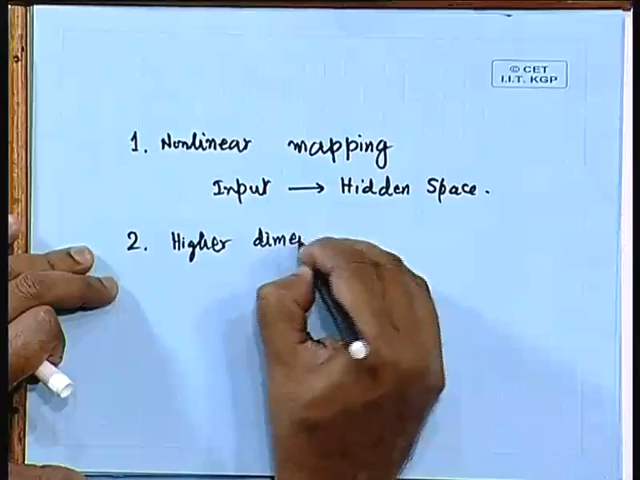 © CET
I.I.T. KGP
1. Nonlinear mapping
Input → Hidden Space.
2. Higher dime